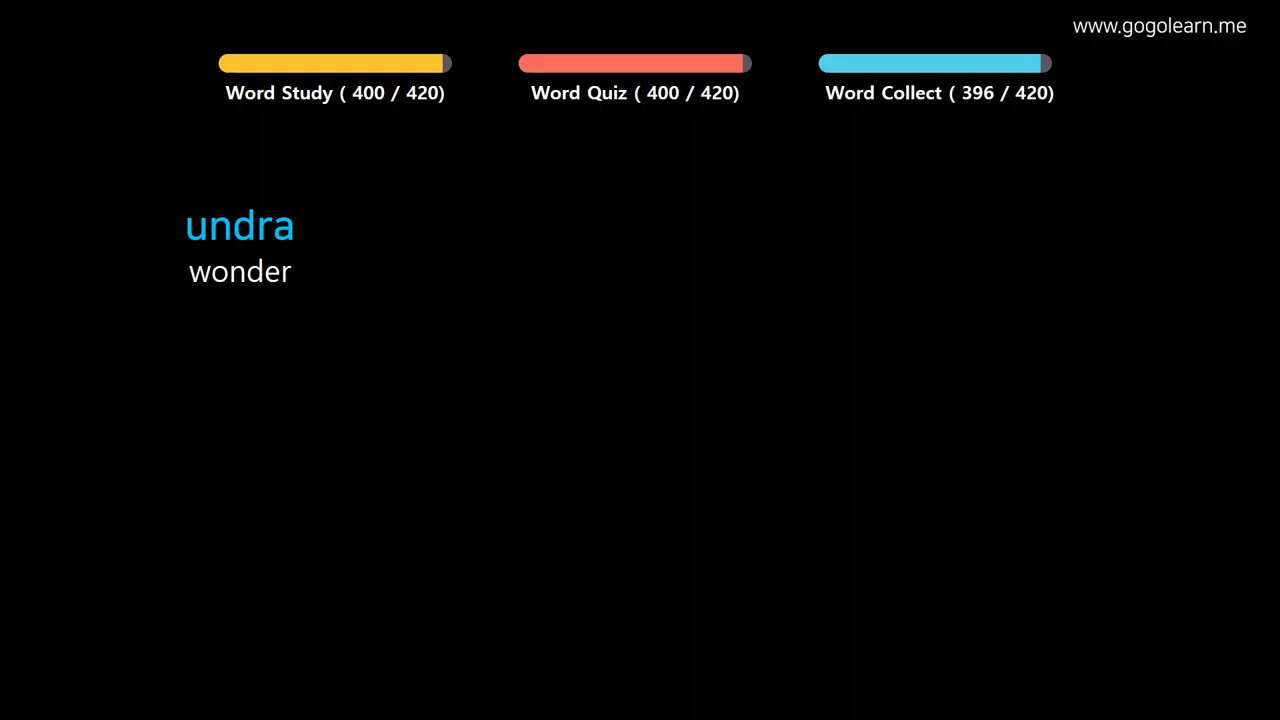 www.gogolearn.me
Word Study ( 400 / 420)
Word Quiz ( 400 / 420)
Word Collect ( 396 / 420)
undra
wonder